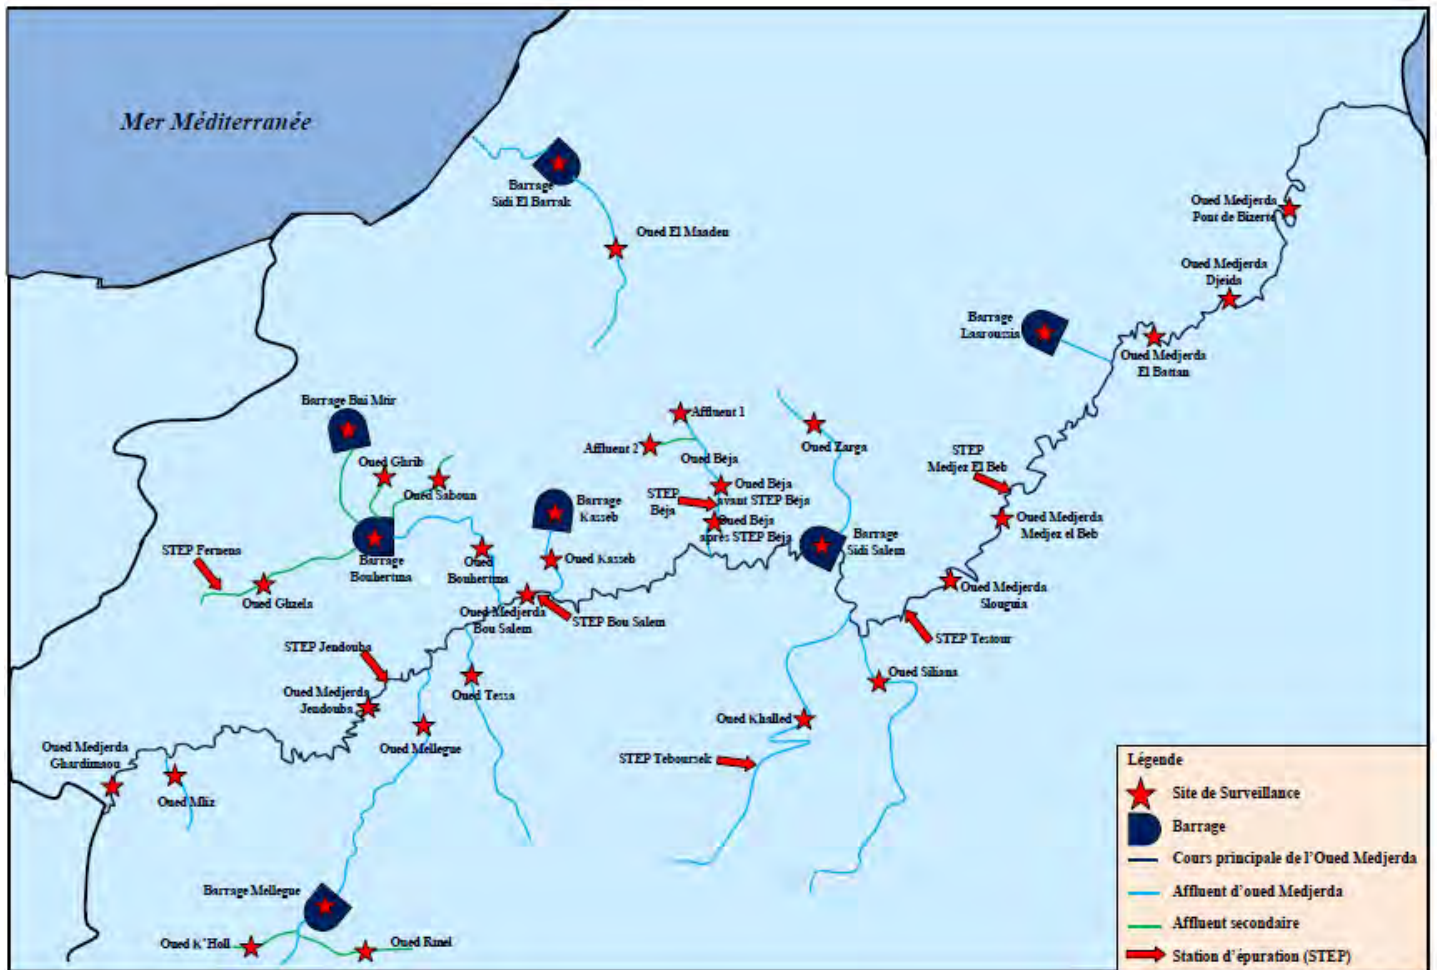 Mer Méditerranée
Barrage
Sidi El Barrak
Oued El Maaden
Oued Medjerda
Pont de Bizerte
Oued Medjerda
Djeida
Barrage
Laaroussia
Oued Medjerda
El Battan
Barrage Bni Mtir
Oued Ghrib
Oued Saboun
Affluent 1
Affluent 2
Oued Béja
Oued Zarga
STEP
Medjez El Beb
Oued Béja
avant STEP Béja
STEP
Béja
Oued Béja
après STEP Béja
Barrage
Kasseb
Barrage
Sidi Salem
Oued Medjerda
Medjez el Beb
STEP Fernena
Barrage
Bouhertma
Oued
Bouhertma
Oued Kasseb
Oued Ghzela
Oued Medjerda
Bou Salem
STEP Bou Salem
Oued Medjerda
Slouguia
STEP Testour
STEP Jendouba
Oued Medjerda
Jendouba
Oued Tessa
Oued Siliana
Oued Khalled
Oued Mellegue
STEP Teboursek
Oued Medjerda
Ghardimaou
Oued Mliz
Barrage Mellegue
Oued K'Holl
Oued Rmel
Légende
Site de Surveillance
Barrage
Cours principale de l'Oued Medjerda
Affluent d'oued Medjerda
Affluent secondaire
Station d'épuration (STEP)